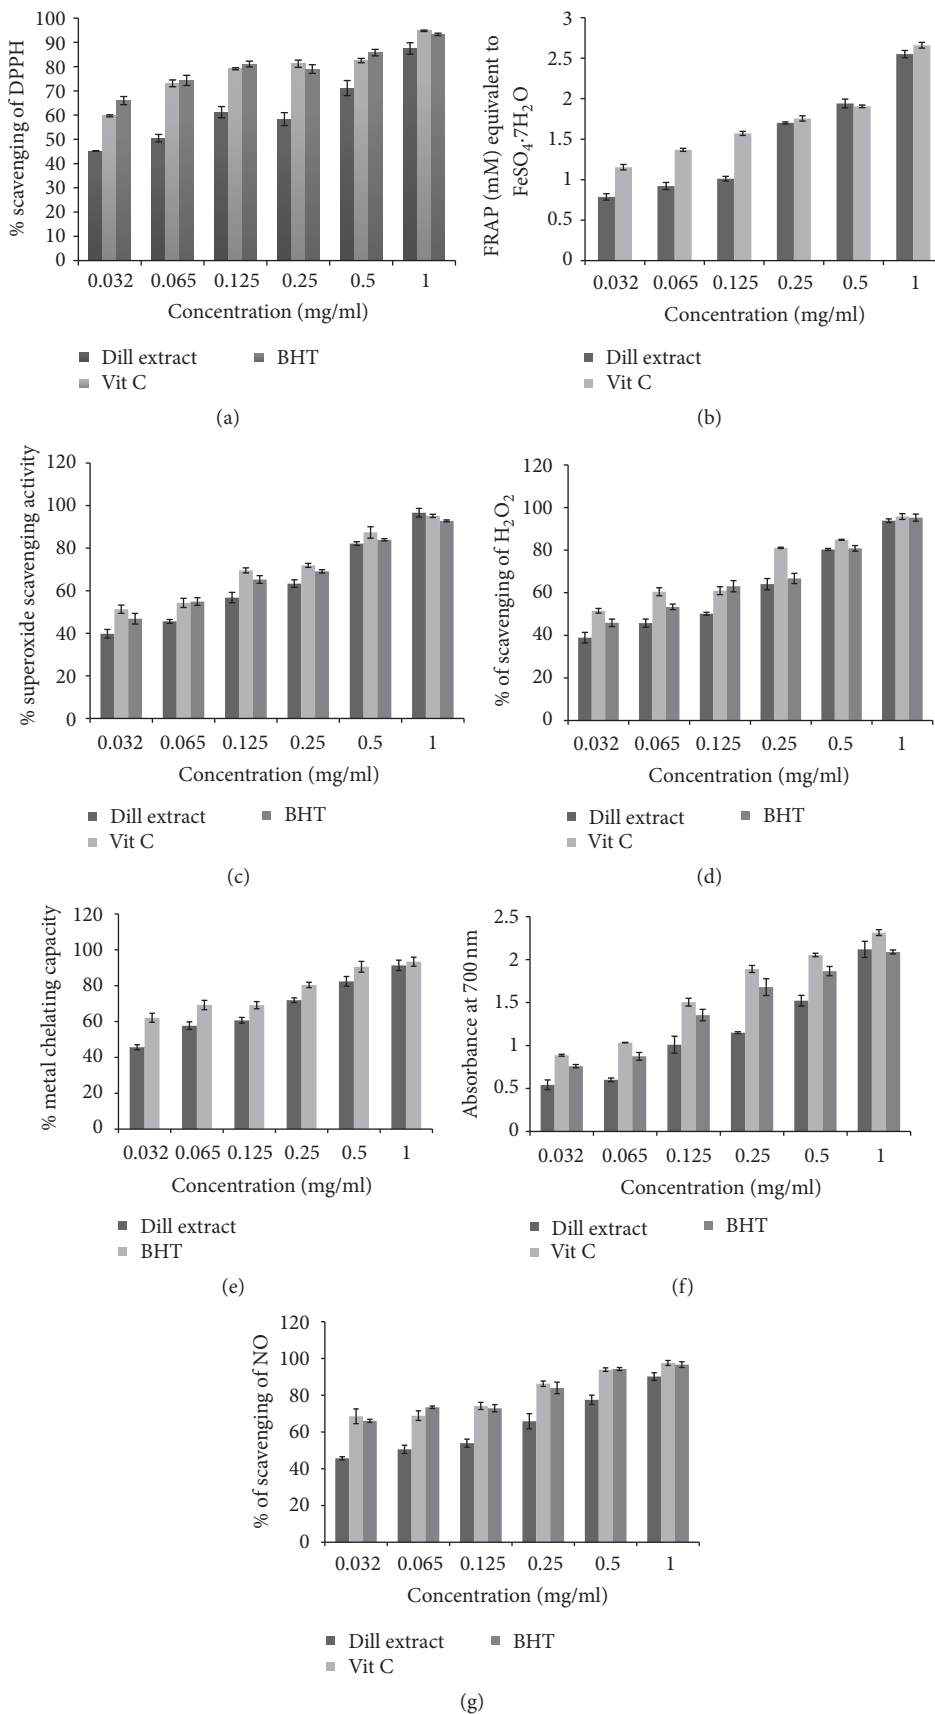 % scavenging of DPPH
100
90
80
70
60
50
40
30
20
10
0
0.032 0.065 0.125 0.25 0.5 1
Concentration (mg/ml)
Dill extract BHT
Vit C
(a)
FRAP (mM) equivalent to
FeSO₄·7H₂O
3
2.5
2
1.5
1
0.5
0
0.032 0.065 0.125 0.25 0.5 1
Concentration (mg/ml)
Dill extract
Vit C
(b)
% superoxide scavenging activity
120
100
80
60
40
20
0
0.032 0.065 0.125 0.25 0.5 1
Concentration (mg/ml)
Dill extract BHT
Vit C
(c)
% of scavenging of H₂O₂
120
100
80
60
40
20
0
0.032 0.065 0.125 0.25 0.5 1
Concentration (mg/ml)
Dill extract BHT
Vit C
(d)
% metal chelating capacity
120
100
80
60
40
20
0
0.032 0.065 0.125 0.25 0.5 1
Concentration (mg/ml)
Dill extract
BHT
(e)
Absorbance at 700 nm
2.5
2
1.5
1
0.5
0
0.032 0.065 0.125 0.25 0.5 1
Concentration (mg/ml)
Dill extract BHT
Vit C
(f)
% of scavenging of NO
120
100
80
60
40
20
0
0.032 0.065 0.125 0.25 0.5 1
Concentration (mg/ml)
Dill extract BHT
Vit C
(g)